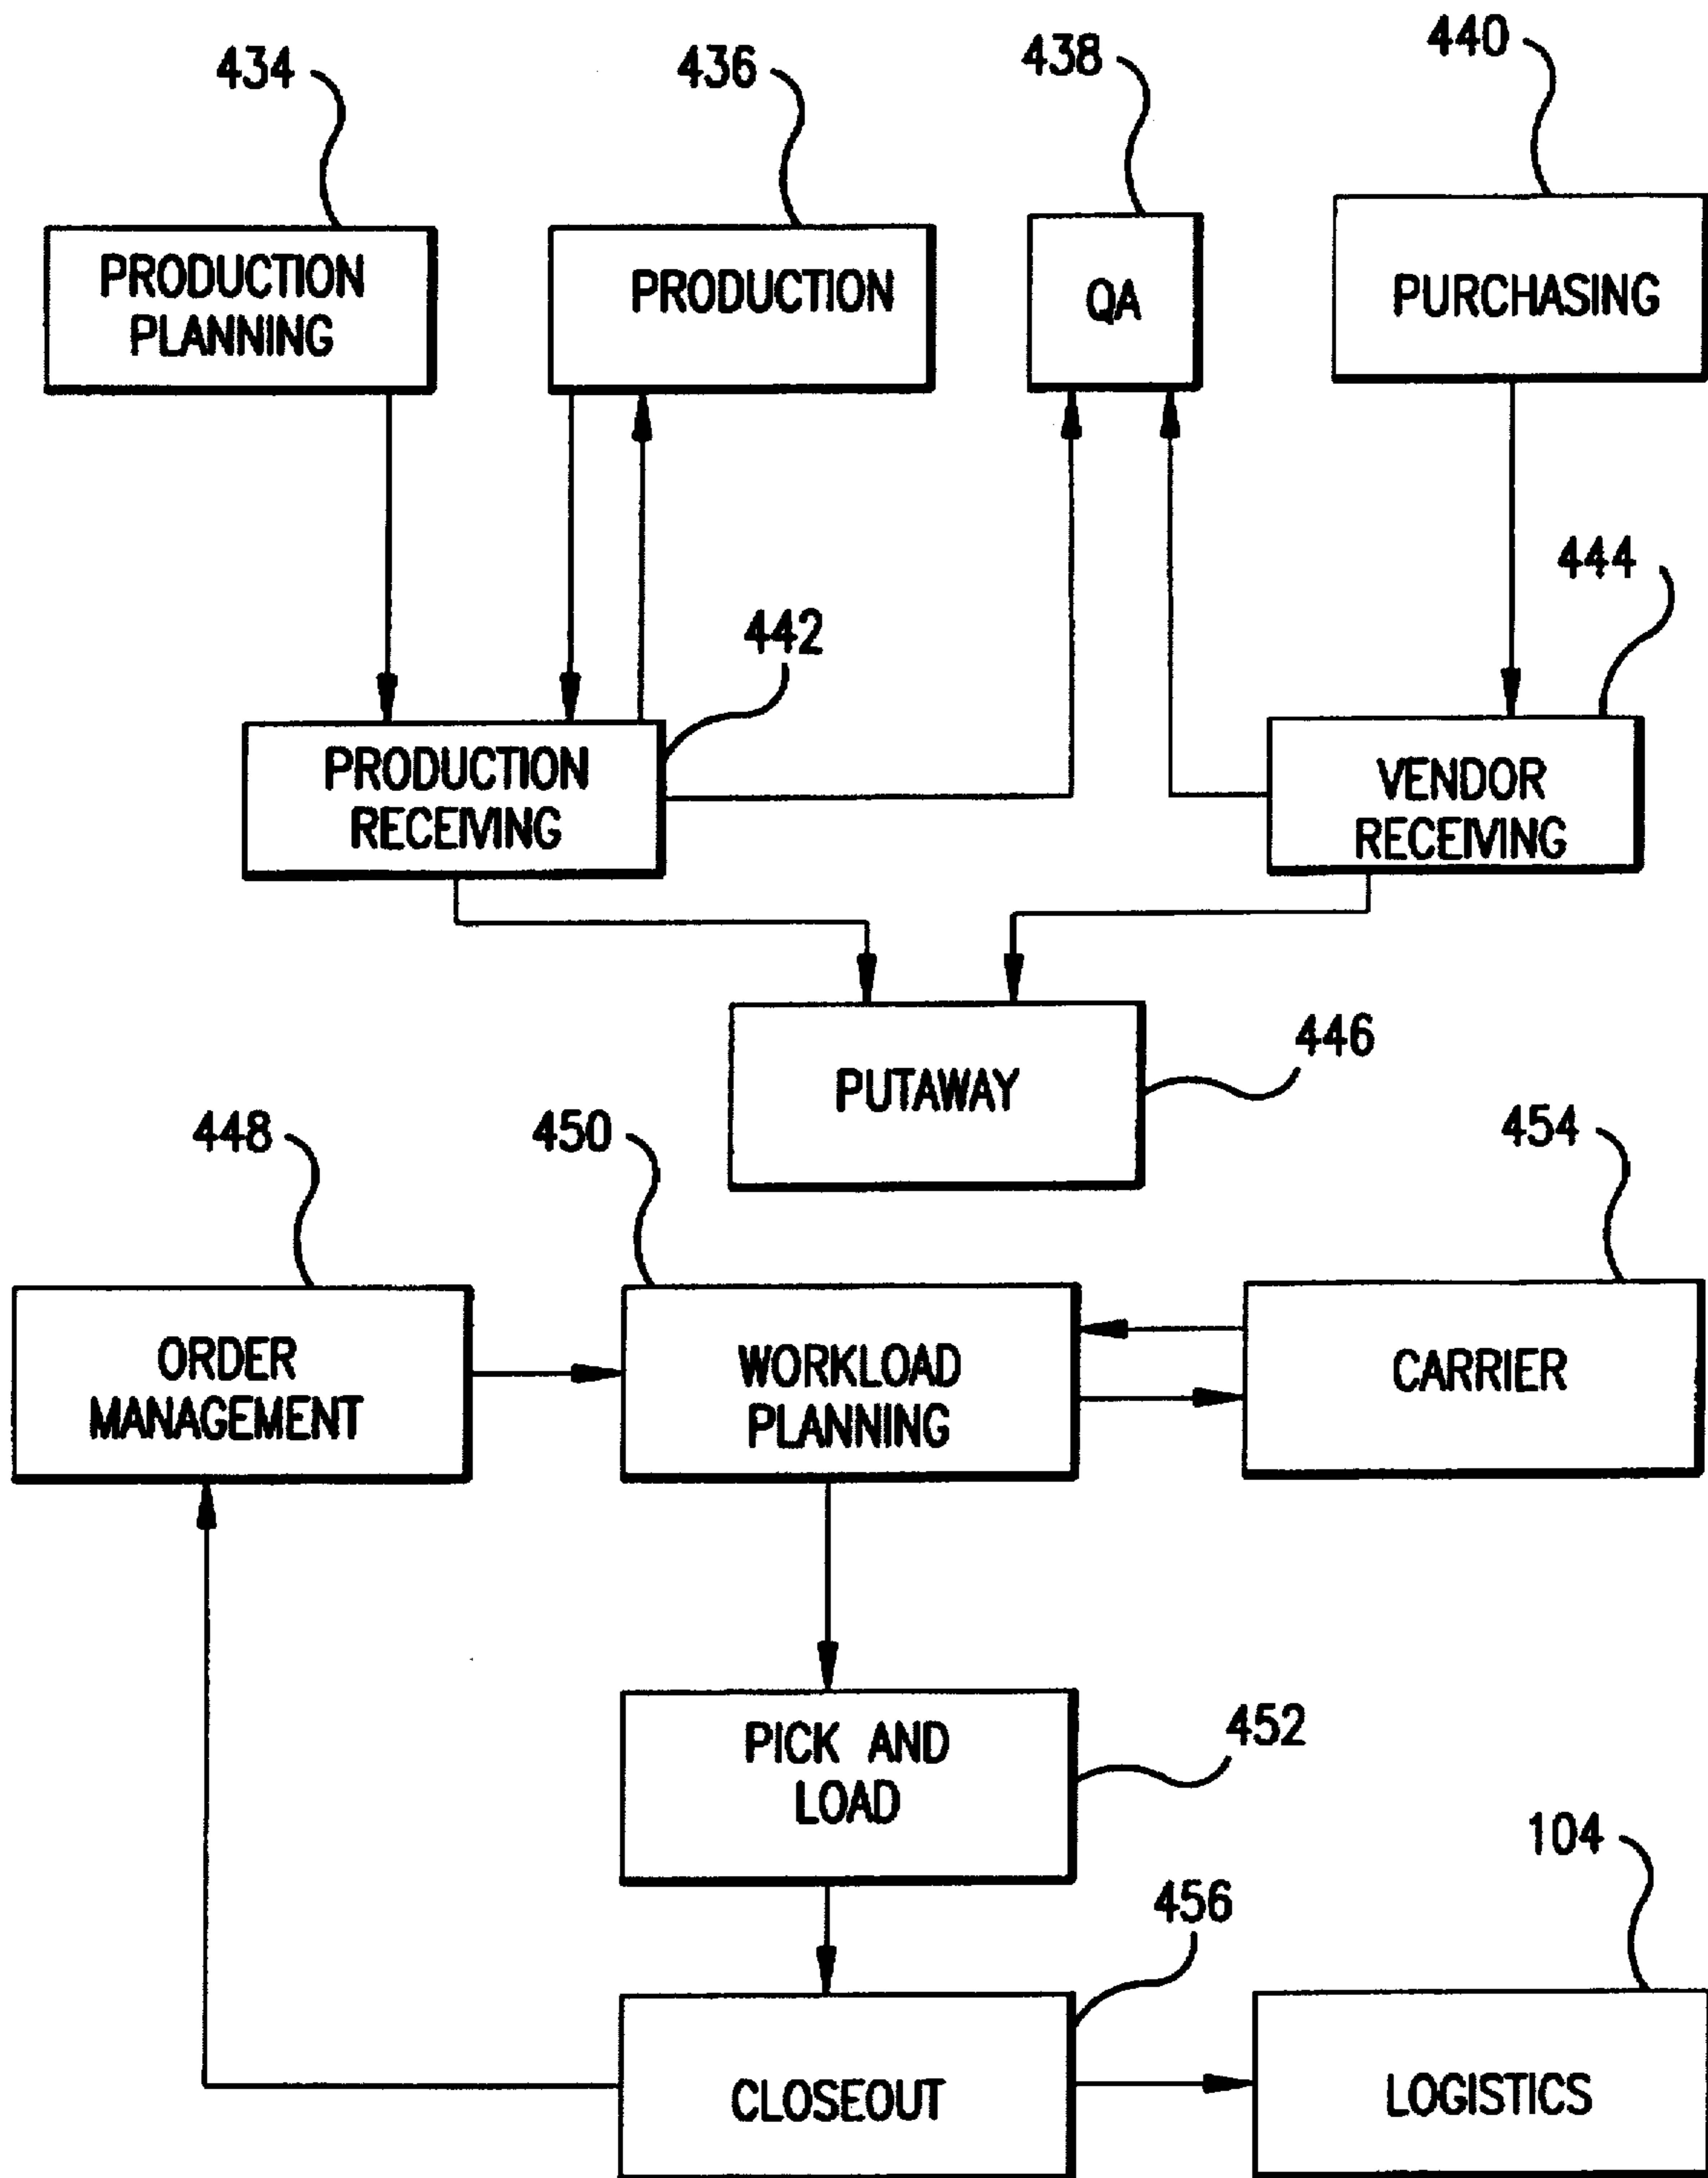 434
436
438
440
PRODUCTION
PLANNING
PRODUCTION
QA
PURCHASING
444
442
PRODUCTION
RECEIVING
VENDOR
RECEIVING
446
PUTAWAY
448
450
454
ORDER
MANAGEMENT
WORKLOAD
PLANNING
CARRIER
452
PICK AND
LOAD
104
456
CLOSEOUT
LOGISTICS